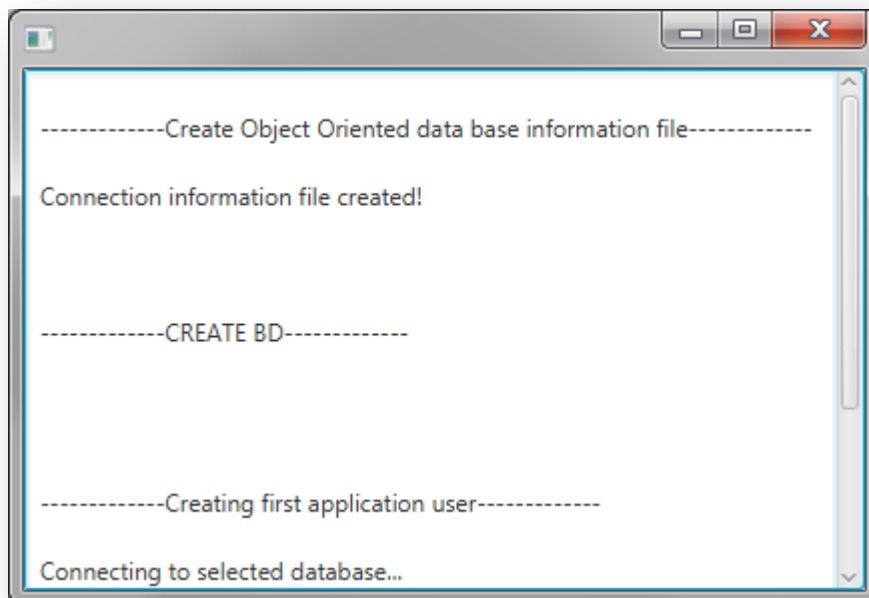 -------------Create Object Oriented data base information file-------------
Connection information file created!
-------------CREATE BD-------------
-------------Creating first application user-------------
Connecting to selected database...